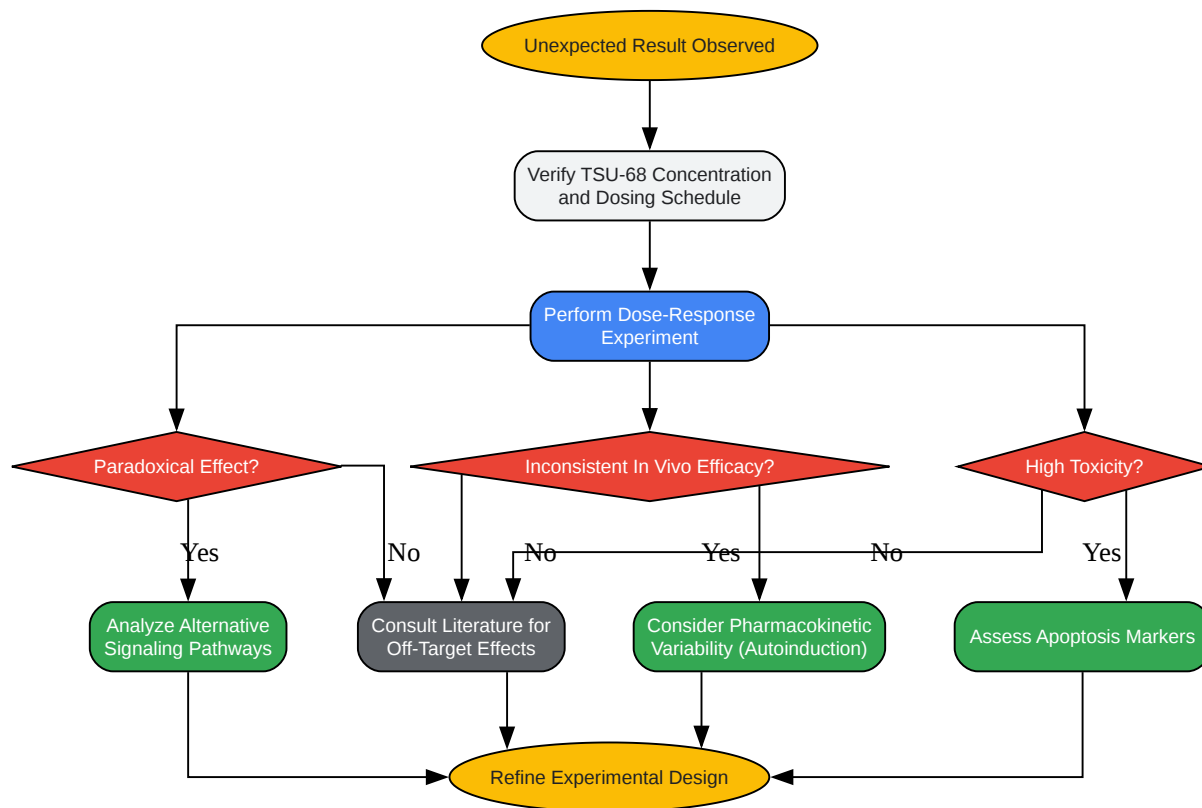 Unexpected Result Observed
Verify TSU-68 Concentration
and Dosing Schedule
Perform Dose-Response
Experiment
Paradoxical Effect?
Inconsistent In Vivo Efficacy?
High Toxicity?
Yes
No
No
Yes
No
Yes
Analyze Alternative
Signaling Pathways
Consult Literature for
Off-Target Effects
Consider Pharmacokinetic
Variability (Autoinduction)
Assess Apoptosis Markers
Refine Experimental Design